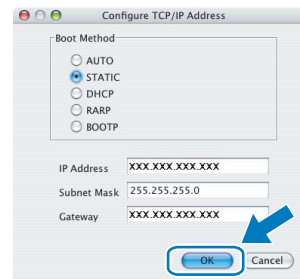 Configure TCP/IP Address
Boot Method
AUTO
STATIC
DHCP
RARP
BOOTP
IP Address XXX.XXX.XXX.XXX
Subnet Mask 255.255.255.0
Gateway XXX.XXX.XXX.XXX
OK Cancel